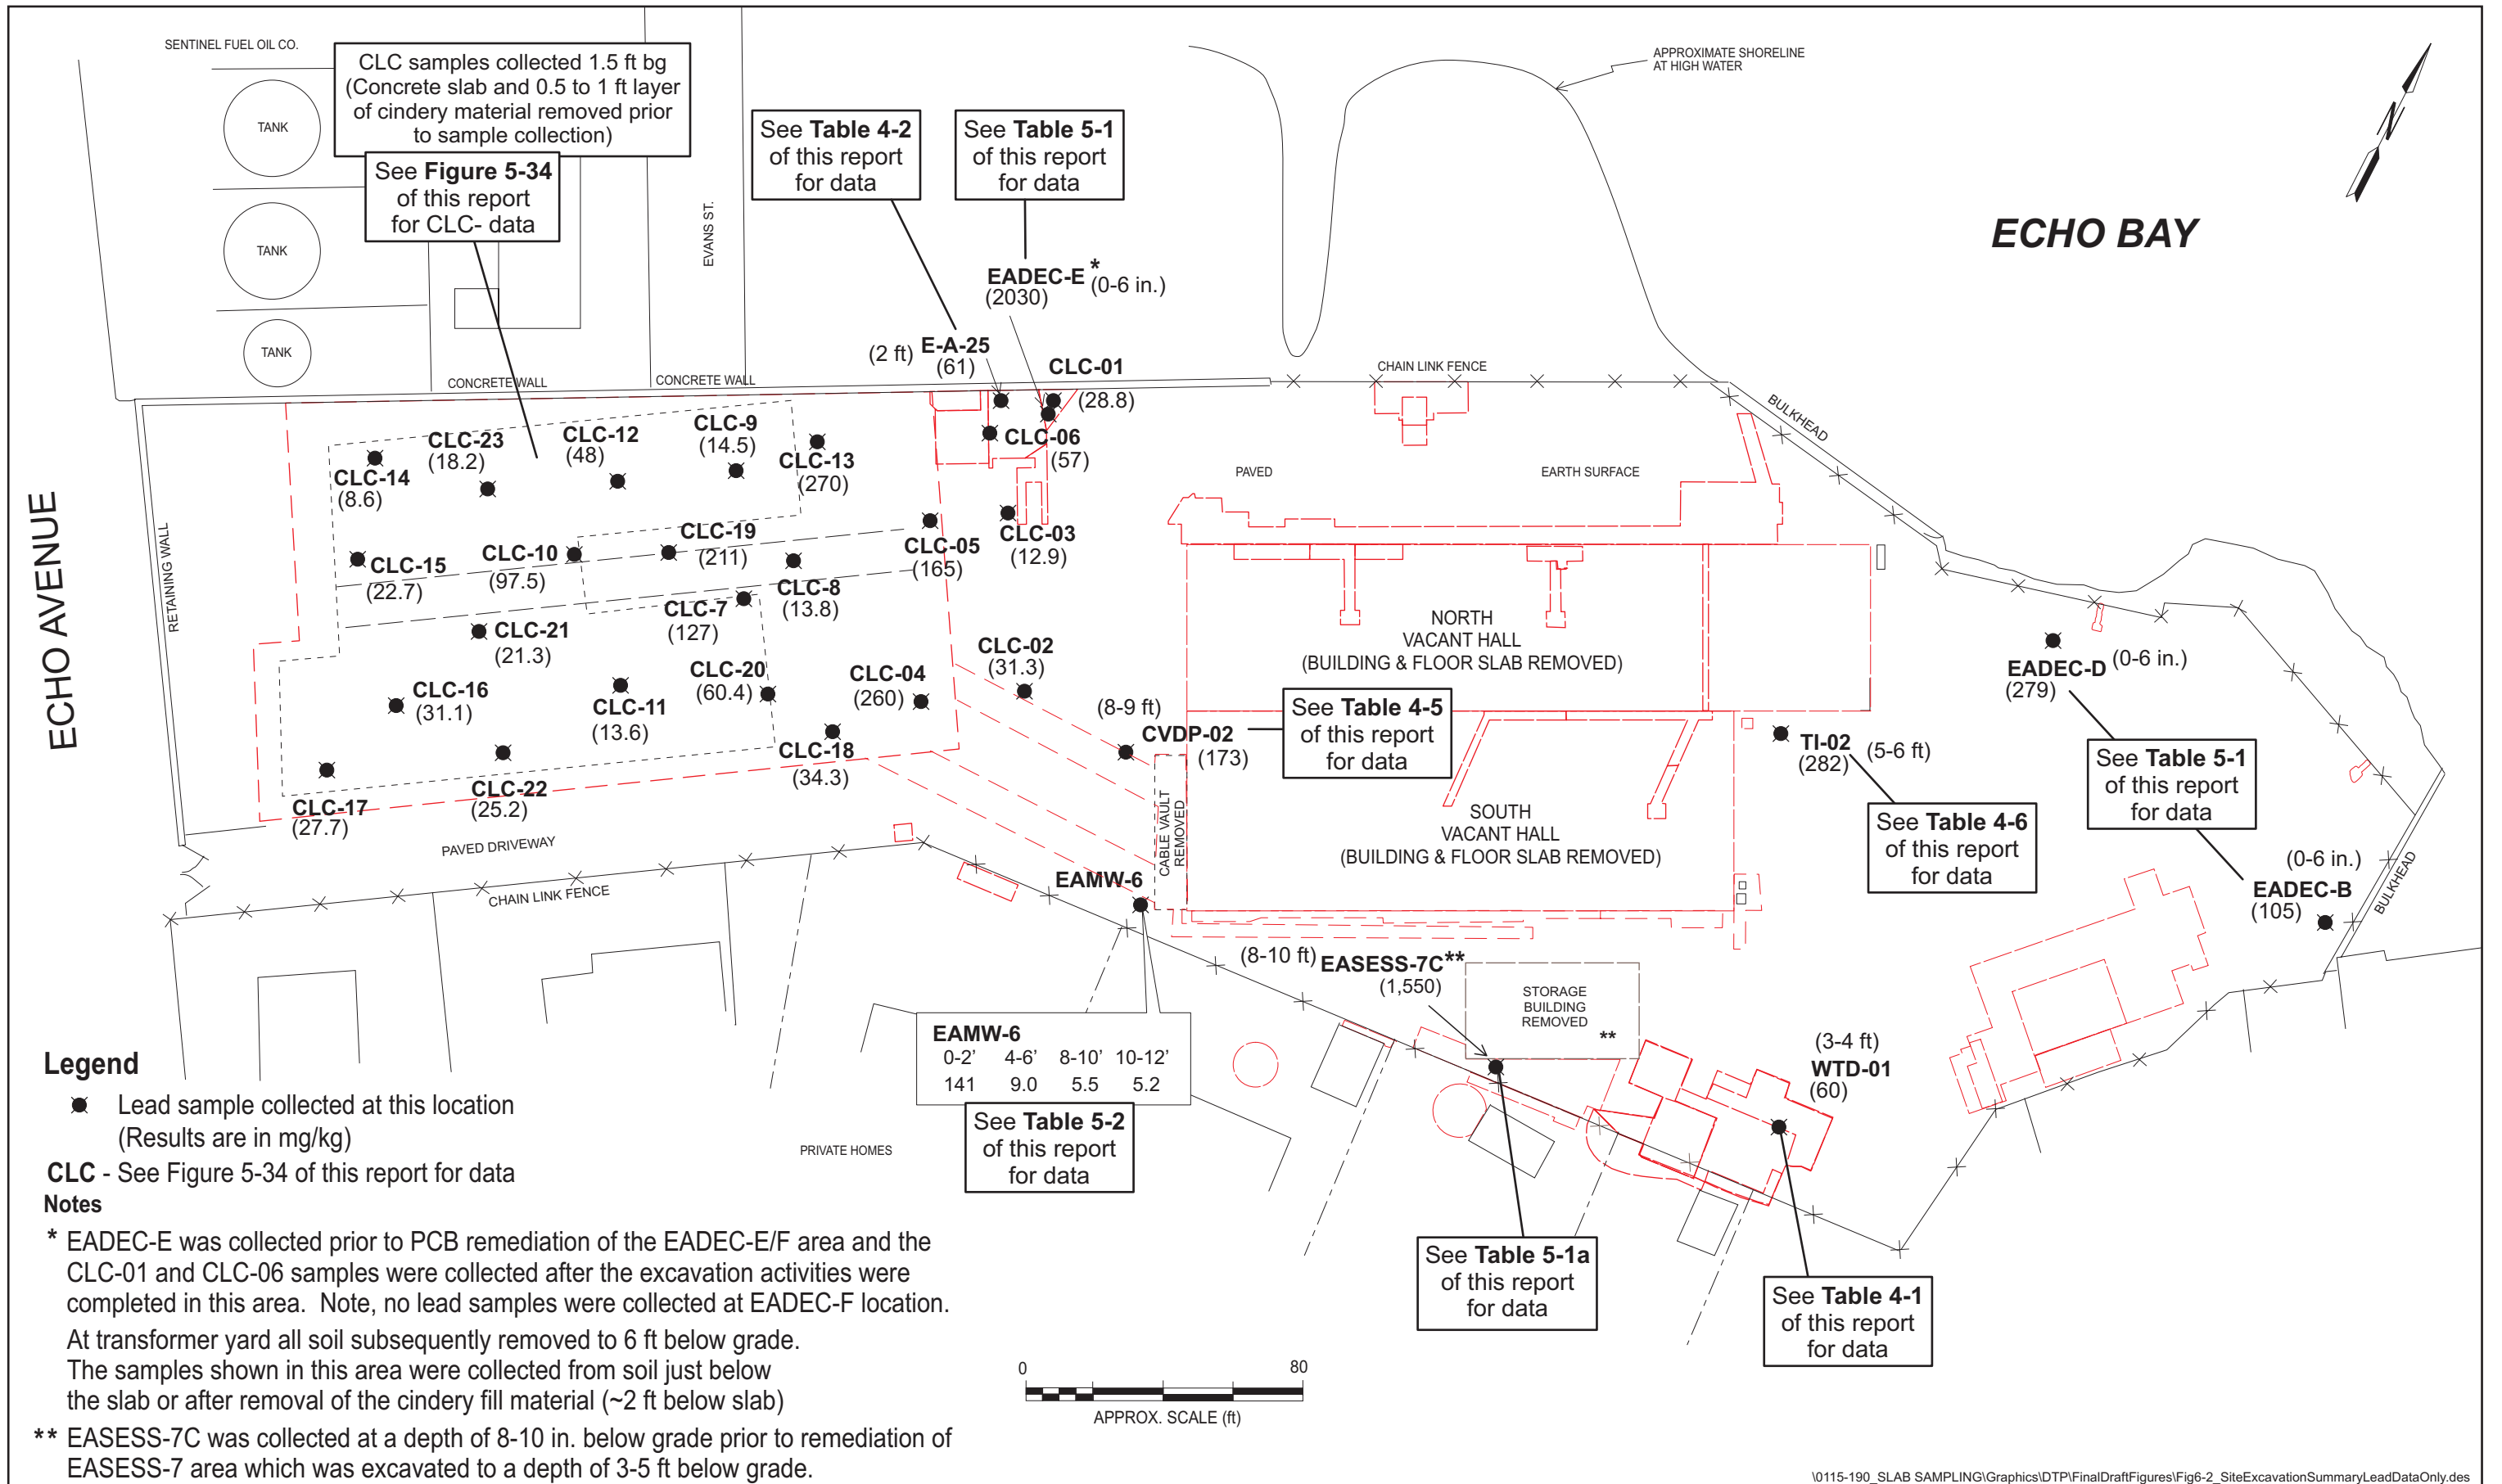 SENTINEL FUEL OIL CO.
TANK
TANK
TANK
CLC samples collected 1.5 ft bg
(Concrete slab and 0.5 to 1 ft layer
of cindery material removed prior
to sample collection)
See Figure 5-34
of this report
for CLC- data
EVANS ST.
See Table 4-2
of this report
for data
See Table 5-1
of this report
for data
APPROXIMATE SHORELINE
AT HIGH WATER
N
ECHO BAY
EADEC-E * (0-6 in.)
(2030)
(2 ft) E-A-25
(61)
CLC-01
(28.8)
CONCRETE WALL
CONCRETE WALL
CHAIN LINK FENCE
BULKHEAD
ECHO AVENUE
RETAINING WALL
CLC-23
(18.2)
CLC-12
(48)
CLC-9
(14.5)
CLC-13
(270)
CLC-14
(8.6)
CLC-06
(57)
PAVED
EARTH SURFACE
CLC-15
(22.7)
CLC-10
(97.5)
CLC-19
(211)
CLC-05
(165)
CLC-03
(12.9)
CLC-8
(13.8)
CLC-7
(127)
CLC-21
(21.3)
CLC-20
(60.4)
CLC-04
(260)
CLC-02
(31.3)
CLC-16
(31.1)
CLC-11
(13.6)
CLC-18
(34.3)
CLC-22
(25.2)
CLC-17
(27.7)
NORTH
VACANT HALL
(BUILDING & FLOOR SLAB REMOVED)
(8-9 ft)
CVDP-02
(173)
See Table 4-5
of this report
for data
TI-02 (5-6 ft)
(282)
EADEC-D (0-6 in.)
(279)
See Table 5-1
of this report
for data
See Table 4-6
of this report
for data
(0-6 in.)
EADEC-B
(105)
BULKHEAD
SOUTH
VACANT HALL
(BUILDING & FLOOR SLAB REMOVED)
CABLE VAULT
REMOVED
PAVED DRIVEWAY
CHAIN LINK FENCE
EAMW-6
(8-10 ft) EASESS-7C**
(1,550)
STORAGE
BUILDING
REMOVED
**
(3-4 ft)
WTD-01
(60)
EAMW-6
0-2' 4-6' 8-10' 10-12'
141 9.0 5.5 5.2
See Table 5-2
of this report
for data
PRIVATE HOMES
See Table 5-1a
of this report
for data
See Table 4-1
of this report
for data
Legend
Lead sample collected at this location
(Results are in mg/kg)
CLC - See Figure 5-34 of this report for data
Notes
* EADEC-E was collected prior to PCB remediation of the EADEC-E/F area and the
CLC-01 and CLC-06 samples were collected after the excavation activities were
completed in this area. Note, no lead samples were collected at EADEC-F location.
At transformer yard all soil subsequently removed to 6 ft below grade.
The samples shown in this area were collected from soil just below
the slab or after removal of the cindery fill material (~2 ft below slab)
** EASESS-7C was collected at a depth of 8-10 in. below grade prior to remediation of
EASESS-7 area which was excavated to a depth of 3-5 ft below grade.
0 80
APPROX. SCALE (ft)
\0115-190_SLAB SAMPLING\Graphics\DTP\FinalDraftFigures\Fig6-2_SiteExcavationSummaryLeadDataOnly.des